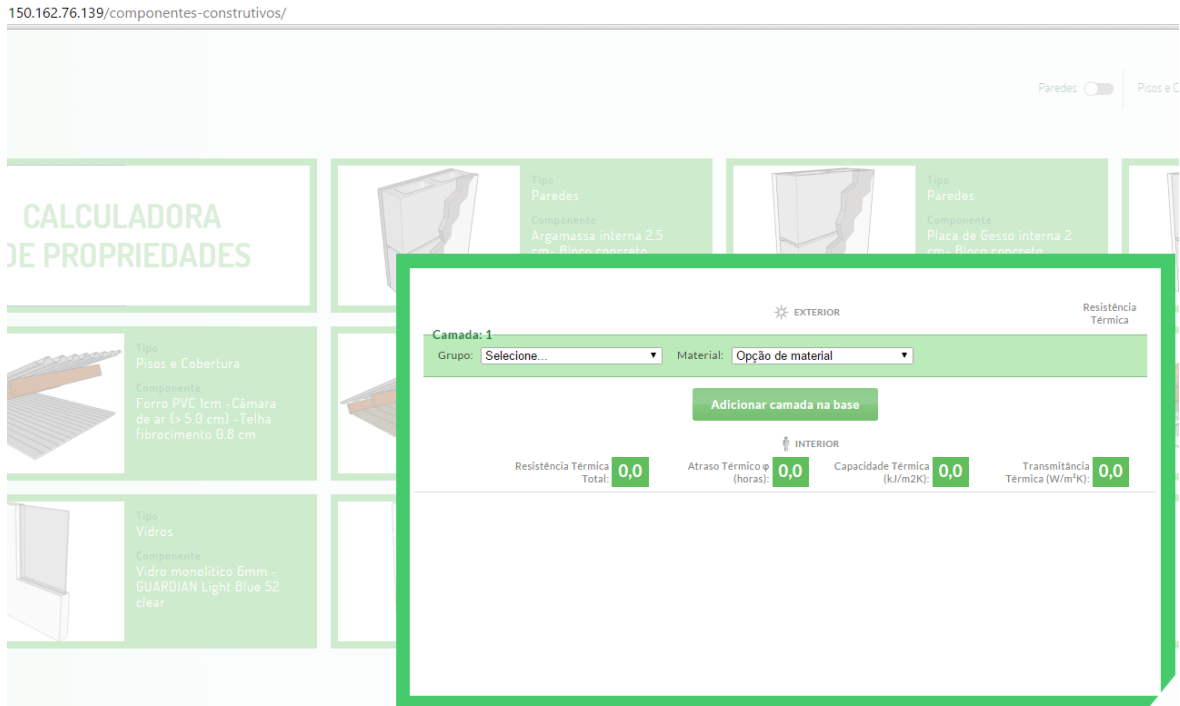 150.162.76.139/componentes-construtivos/
Paredes
Pisos e C
CALCULADORA
DE PROPRIEDADES
Tipo
Paredes
Componente
Argamassa interna 2.5
cm- Bloco concreto
Tipo
Paredes
Componente
Placa de Gesso interna 2
cm- Bloco concreto
Tipo
Pisos e Cobertura
Componente
Forro PVC 1cm -Câmara
de ar (> 5.0 cm) -Telha
fibrocimento 0.8 cm
Tipo
Vidros
Componente
Vidro monolítico 6mm -
GUARDIAN Light Blue 52
clear
EXTERIOR
Resistência
Térmica
Camada: 1
Grupo: Selecione... Material: Opção de material
Adicionar camada na base
INTERIOR
Resistência Térmica
Total: 0,0
Atraso Térmico φ
(horas): 0,0
Capacidade Térmica
(kJ/m2K): 0,0
Transmitância
Térmica (W/m²K): 0,0